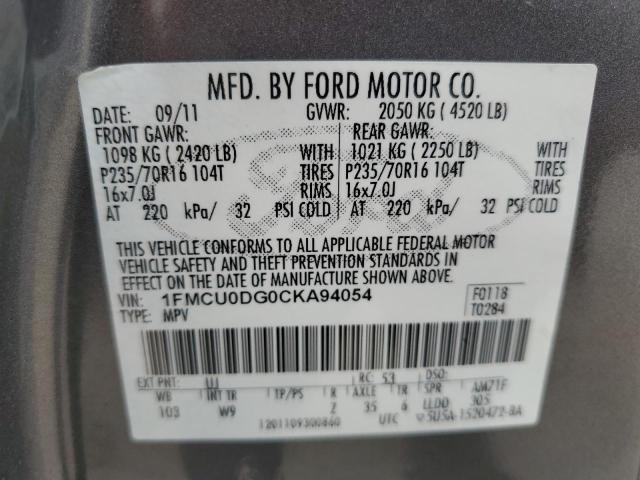 MFD. BY FORD MOTOR CO.
DATE: 09/11 GVWR: 2050 KG ( 4520 LB)
FRONT GAWR: REAR GAWR:
1098 KG ( 2420 LB) WITH 1021 KG ( 2250 LB) WITH
P235/70R16 104T TIRES P235/70R16 104T TIRES
16x7.0J RIMS 16x7.0J RIMS
AT 220 kPa/ 32 PSI COLD AT 220 kPa/ 32 PSI COLD
THIS VEHICLE CONFORMS TO ALL APPLICABLE FEDERAL MOTOR
VEHICLE SAFETY AND THEFT PREVENTION STANDARDS IN
EFFECT ON THE DATE OF MANUFACTURE SHOWN ABOVE.
VIN: 1FMCU0DG0CKA94054 F0118
TYPE: MPV T0284
EXT PNT: UJ RC: 53 DSO:
WB INT TR TP/PS R AXLE TR SPR AM71F
103 W9 Z 35 6 LLDD 305
1201109300860 UTC SUSA-1520472-BA